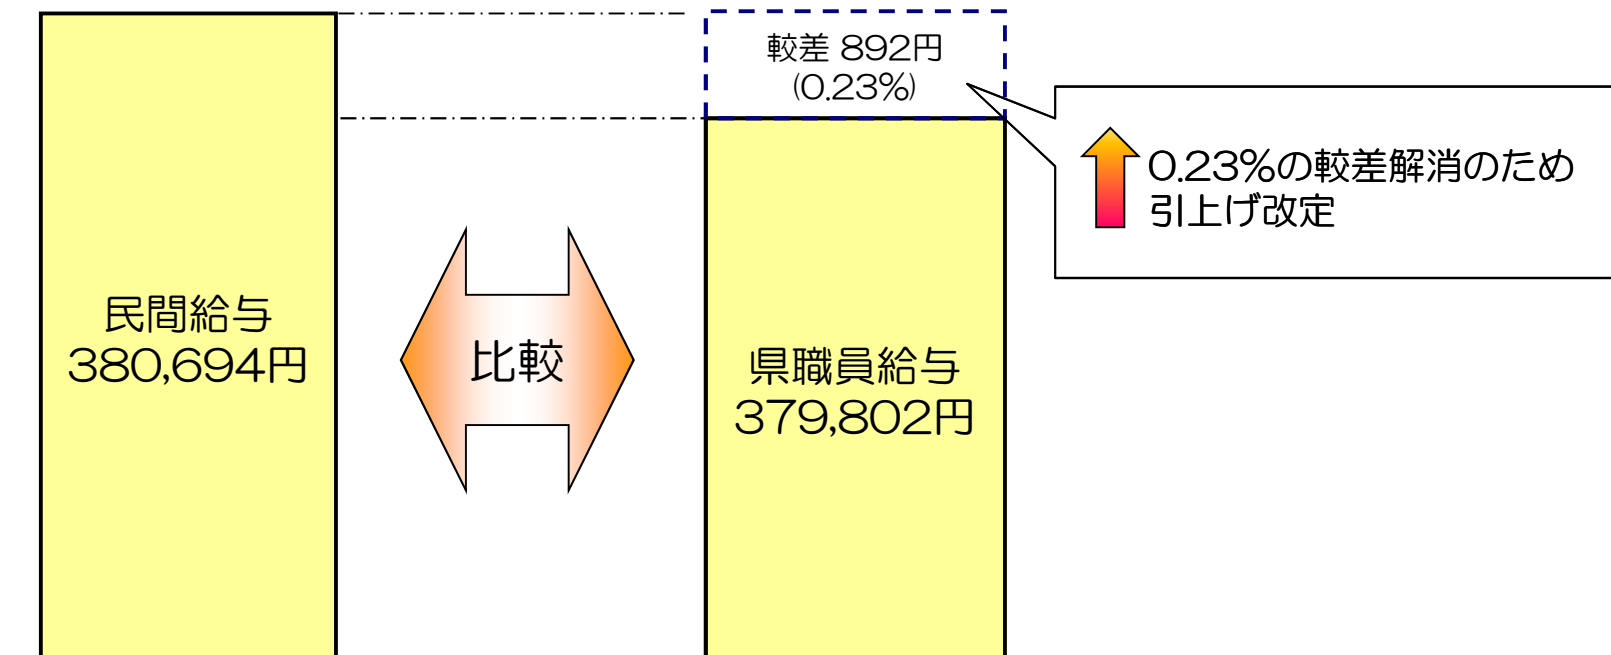 民間給与
380,694円
比較
較差 892円
(0.23%)
県職員給与
379,802円
0.23%の較差解消のため
引上げ改定